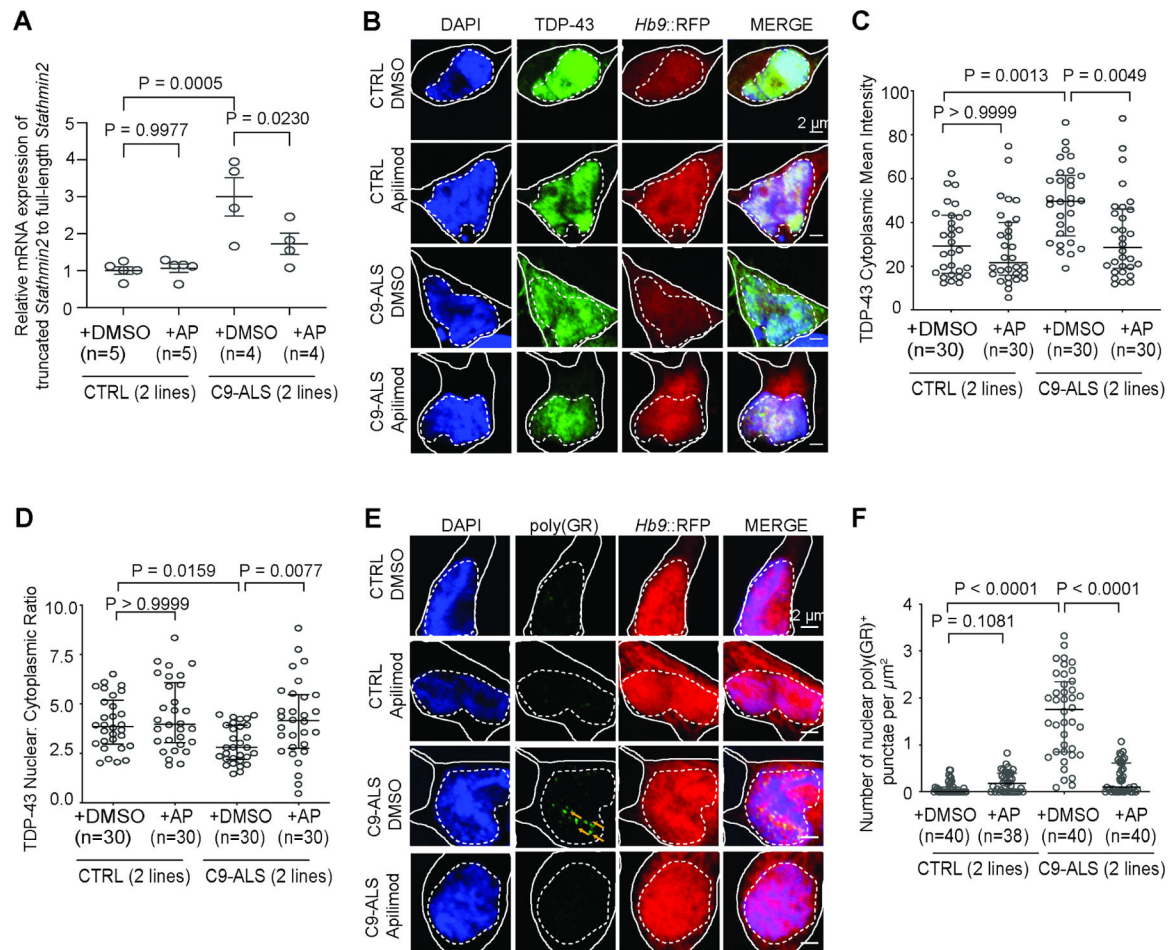 A
P = 0.0005
P = 0.9977
P = 0.0230
Relative mRNA expression of
truncated Stathmin2 to full-length Stathmin2
5
4
3
2
1
0
+DMSO
(n=5)
+AP
(n=5)
+DMSO
(n=4)
+AP
(n=4)
CTRL (2 lines)
C9-ALS (2 lines)
B
DAPI
TDP-43
Hb9::RFP
MERGE
CTRL
DMSO
2 µm
CTRL
Apilimod
C9-ALS
DMSO
C9-ALS
Apilimod
C
P = 0.0013
P = 0.0049
P > 0.9999
TDP-43 Cytoplasmic Mean Intensity
100
80
60
40
20
0
+DMSO
(n=30)
+AP
(n=30)
+DMSO
(n=30)
+AP
(n=30)
CTRL (2 lines)
C9-ALS (2 lines)
D
P = 0.0159
P = 0.0077
P > 0.9999
TDP-43 Nuclear: Cytoplasmic Ratio
10.0
7.5
5.0
2.5
0.0
+DMSO
(n=30)
+AP
(n=30)
+DMSO
(n=30)
+AP
(n=30)
CTRL (2 lines)
C9-ALS (2 lines)
E
DAPI
poly(GR)
Hb9::RFP
MERGE
CTRL
DMSO
2 µm
CTRL
Apilimod
C9-ALS
DMSO
C9-ALS
Apilimod
F
P < 0.0001
P < 0.0001
P = 0.1081
Number of nuclear poly(GR)⁺
punctae per µm²
4
3
2
1
0
+DMSO
(n=40)
+AP
(n=38)
+DMSO
(n=40)
+AP
(n=40)
CTRL (2 lines)
C9-ALS (2 lines)